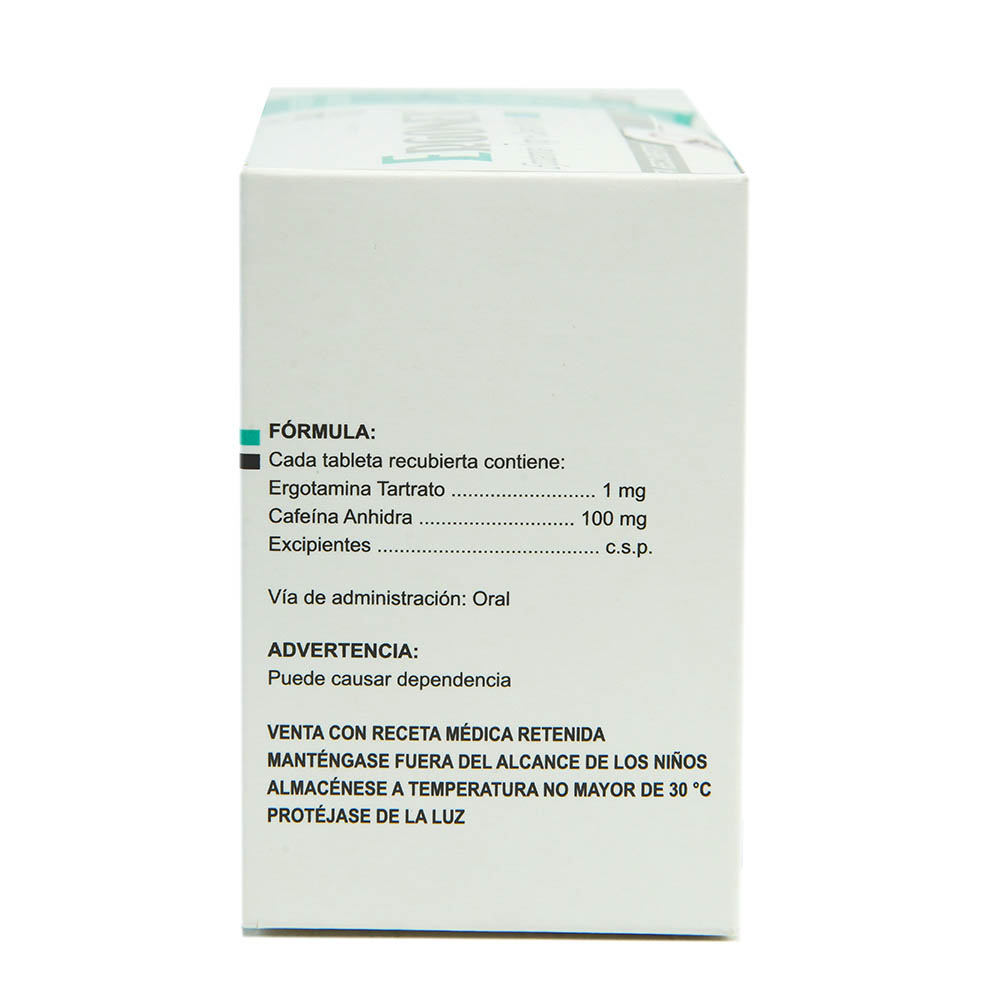 FÓRMULA:
Cada tableta recubierta contiene:
Ergotamina Tartrato .......................... 1 mg
Cafeína Anhidra ............................ 100 mg
Excipientes ........................................ c.s.p.
Vía de administración: Oral
ADVERTENCIA:
Puede causar dependencia
VENTA CON RECETA MÉDICA RETENIDA
MANTÉNGASE FUERA DEL ALCANCE DE LOS NIÑOS
ALMACÉNESE A TEMPERATURA NO MAYOR DE 30 °C
PROTÉJASE DE LA LUZ